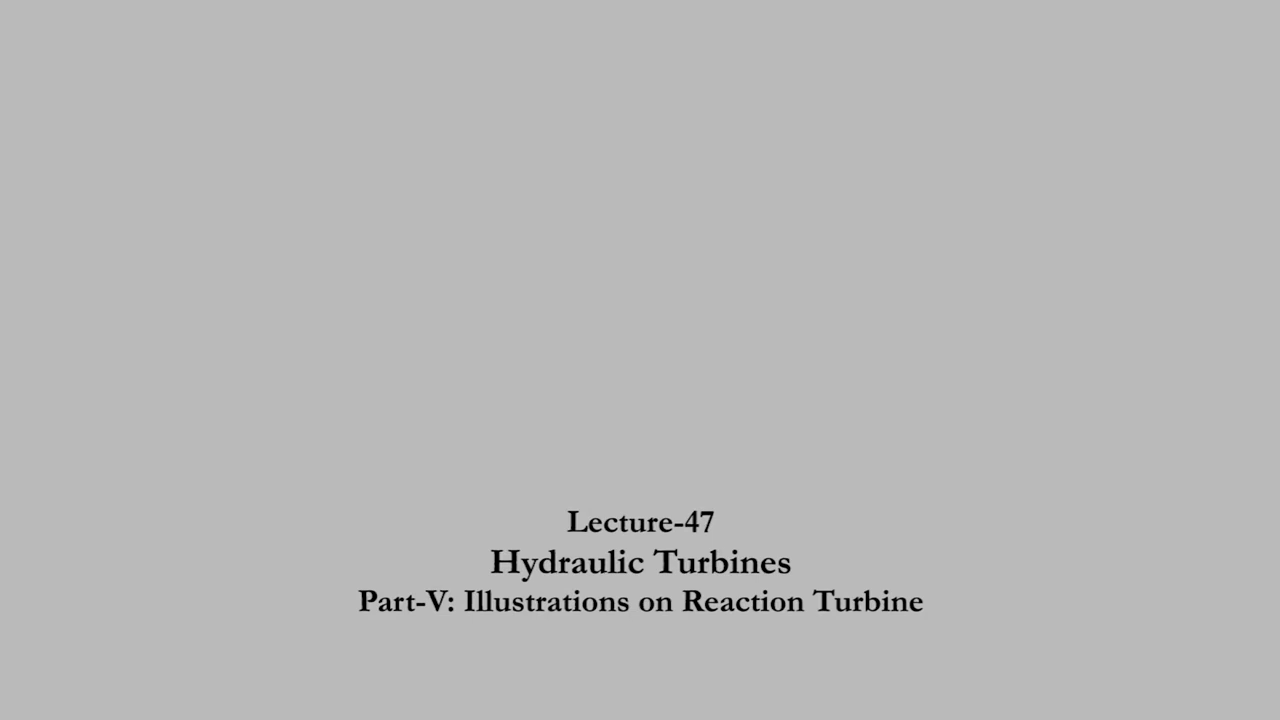 Lecture-47
Hydraulic Turbines
Part-V: Illustrations on Reaction Turbine